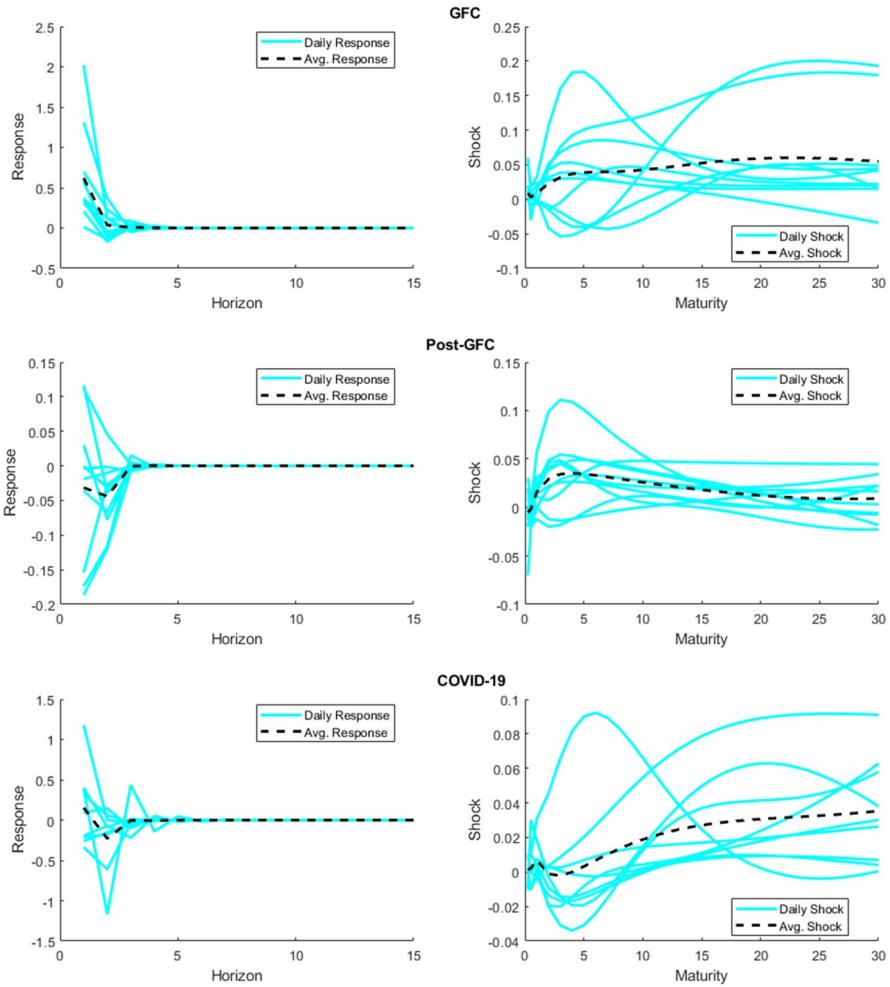 GFC
2.5
2
1.5
1
0.5
0
-0.5
0 5 10 15
Response
Horizon
Daily Response
Avg. Response
0.25
0.2
0.15
0.1
0.05
0
-0.05
-0.1
0 5 10 15 20 25 30
Shock
Maturity
Daily Shock
Avg. Shock
Post-GFC
0.15
0.1
0.05
0
-0.05
-0.1
-0.15
-0.2
0 5 10 15
Response
Horizon
Daily Response
Avg. Response
0.15
0.1
0.05
0
-0.05
-0.1
0 5 10 15 20 25 30
Shock
Maturity
Daily Shock
Avg. Shock
COVID-19
1.5
1
0.5
0
-0.5
-1
-1.5
0 5 10 15
Response
Horizon
Daily Response
Avg. Response
0.1
0.08
0.06
0.04
0.02
0
-0.02
-0.04
0 5 10 15 20 25 30
Shock
Maturity
Daily Shock
Avg. Shock